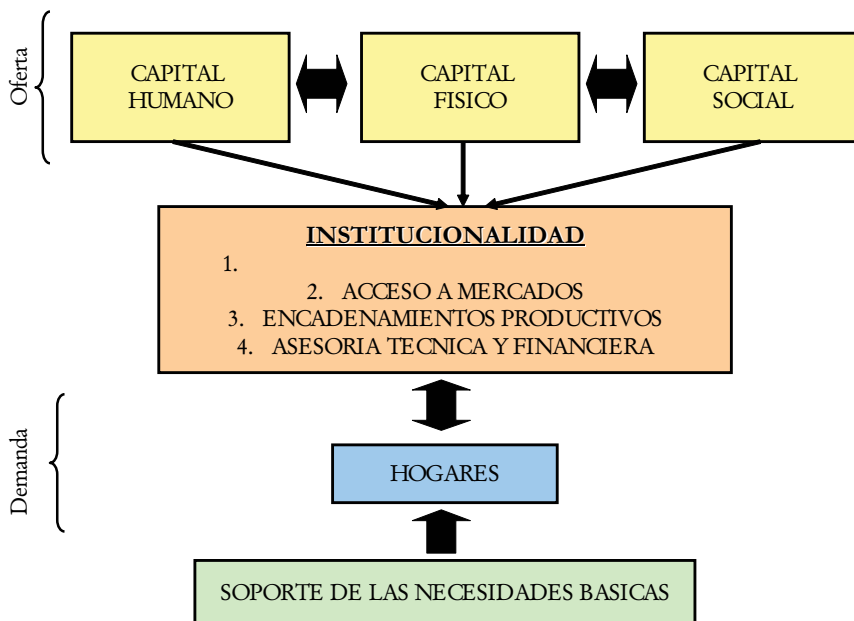 Oferta
CAPITAL
HUMANO
CAPITAL
FISICO
CAPITAL
SOCIAL
INSTITUCIONALIDAD
1.
2. ACCESO A MERCADOS
3. ENCADENAMIENTOS PRODUCTIVOS
4. ASESORIA TECNICA Y FINANCIERA
Demanda
HOGARES
SOPORTE DE LAS NECESIDADES BASICAS